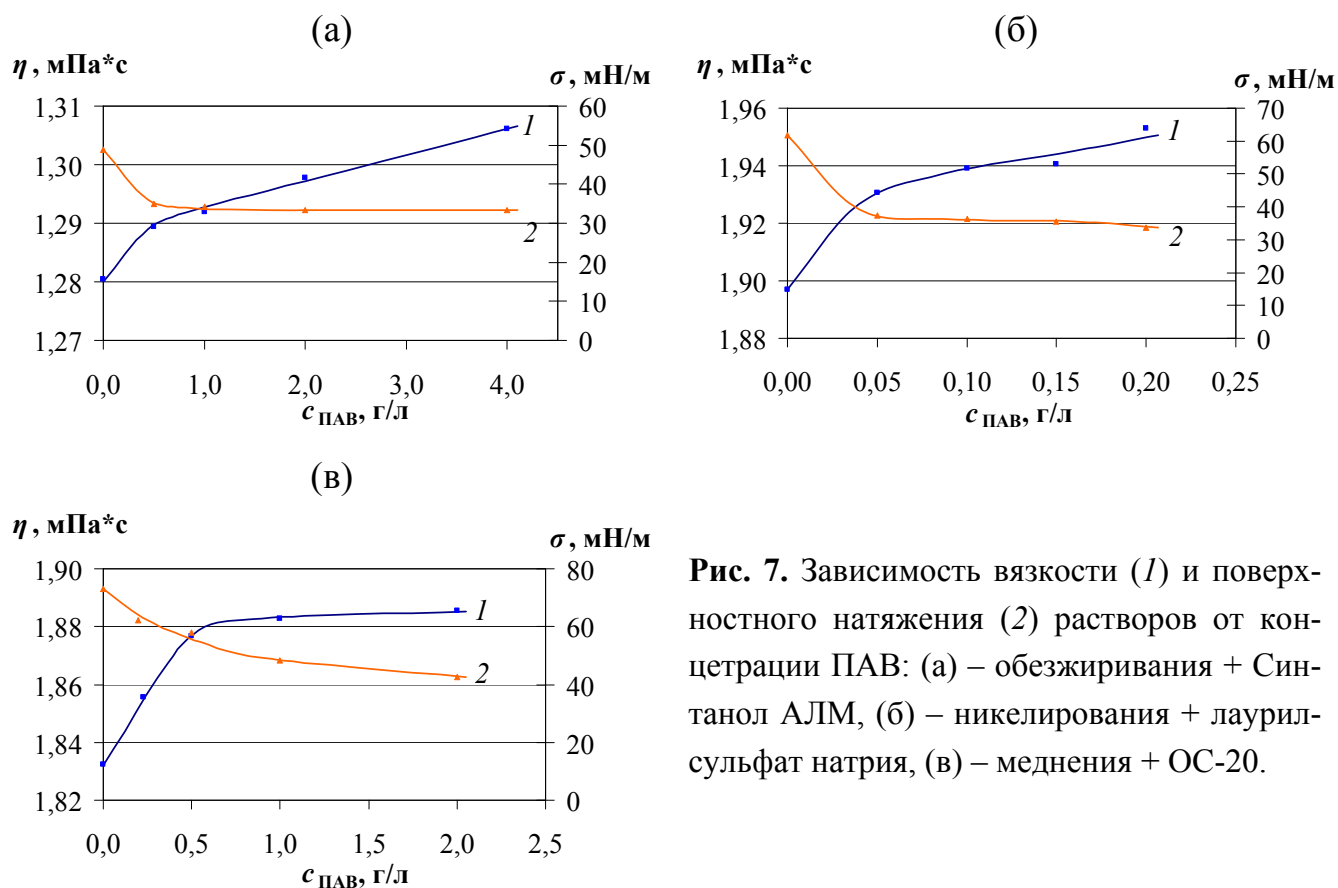 (а)
η , мПа*с
σ , мН/м
1,31
1,30
1,29
1,28
1,27
60
50
40
30
20
10
0
1
2
0,0 1,0 2,0 3,0 4,0
c ПАВ, г/л
(б)
η , мПа*с
σ , мН/м
1,96
1,94
1,92
1,90
1,88
70
60
50
40
30
20
10
0
1
2
0,00 0,05 0,10 0,15 0,20 0,25
c ПАВ, г/л
(в)
η , мПа*с
σ , мН/м
1,90
1,88
1,86
1,84
1,82
80
60
40
20
0
1
2
0,0 0,5 1,0 1,5 2,0 2,5
c ПАВ, г/л
Рис. 7. Зависимость вязкости (1) и поверх-
ностного натяжения (2) растворов от кон-
цетрации ПАВ: (а) – обезжиривания + Син-
танол АЛМ, (б) – никелирования + лаурил-
сульфат натрия, (в) – меднения + ОС-20.